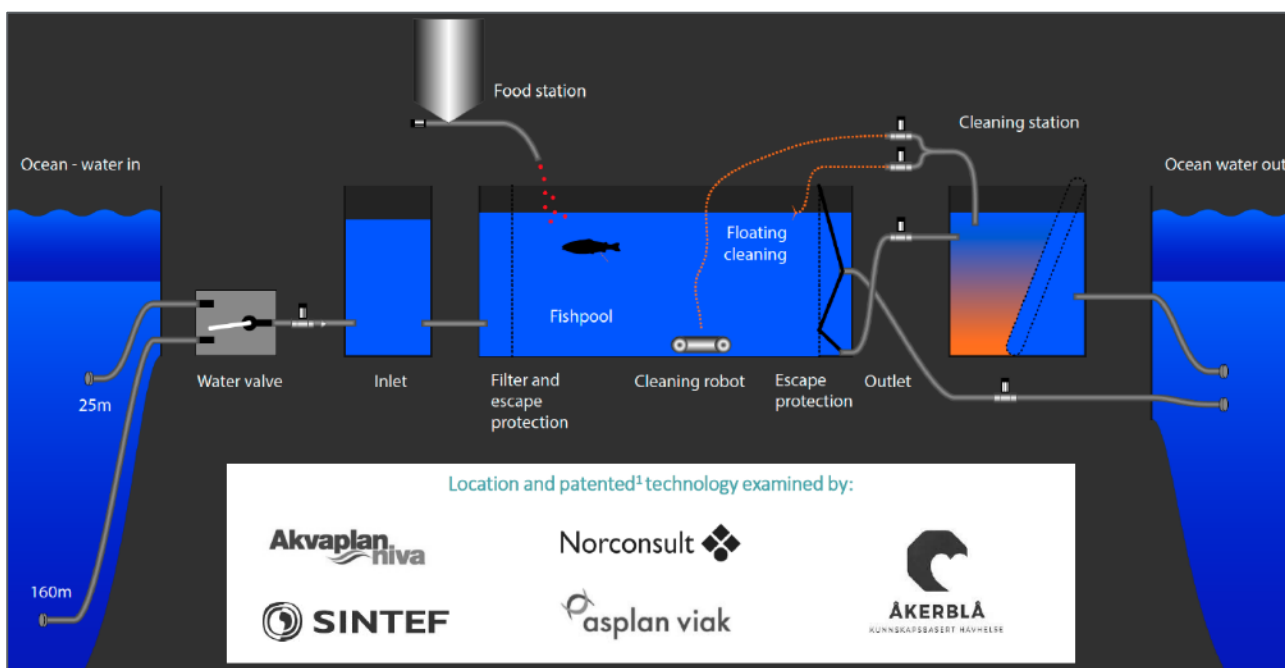 Food station
Cleaning station
Ocean - water in
Ocean water out
Floating
cleaning
Fishpool
Water valve
Inlet
Filter and
escape
protection
Cleaning robot
Escape
protection
Outlet
25m
160m
Location and patented¹ technology examined by:
Akvaplan
niva
Norconsult
ÅKERBLÅ
KUNNSKAPSBASERT HAVHELSE
SINTEF
asplan viak